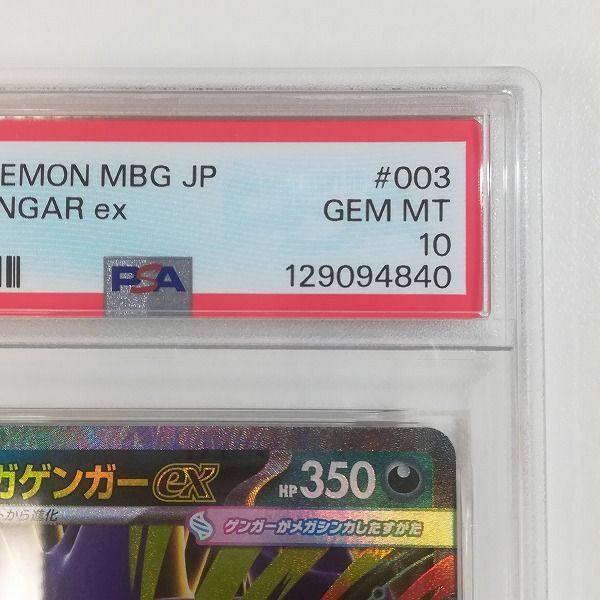 EMON MBG JP #003
NGAR ex GEM MT
10
PSA 129094840
ガゲンガーex HP350
から進化
ゲンガーがメガシンカしたすがた